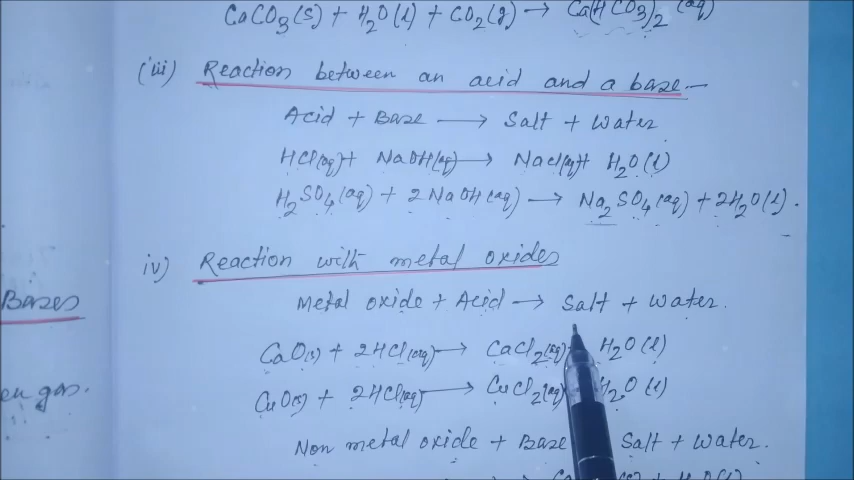 CaCO₃(s) + H₂O(l) + CO₂(g) → Ca(HCO₃)₂ (aq)
(iii) Reaction between an acid and a base.—
Acid + Base → Salt + Water
HCl(aq)+ NaOH(aq) → NaCl(aq)+ H₂O(l)
H₂SO₄(aq) + 2NaOH(aq) → Na₂SO₄(aq) + 2H₂O(l).
iv) Reaction with metal oxides
Metal oxide + Acid → Salt + Water.
Bases
CaO(s) + 2HCl(aq) → CaCl₂(aq) H₂O(l)
en gas.
CuO(s) + 2HCl(aq) → CuCl₂(aq) H₂O(l)
Non metal oxide + Base Salt + Water.